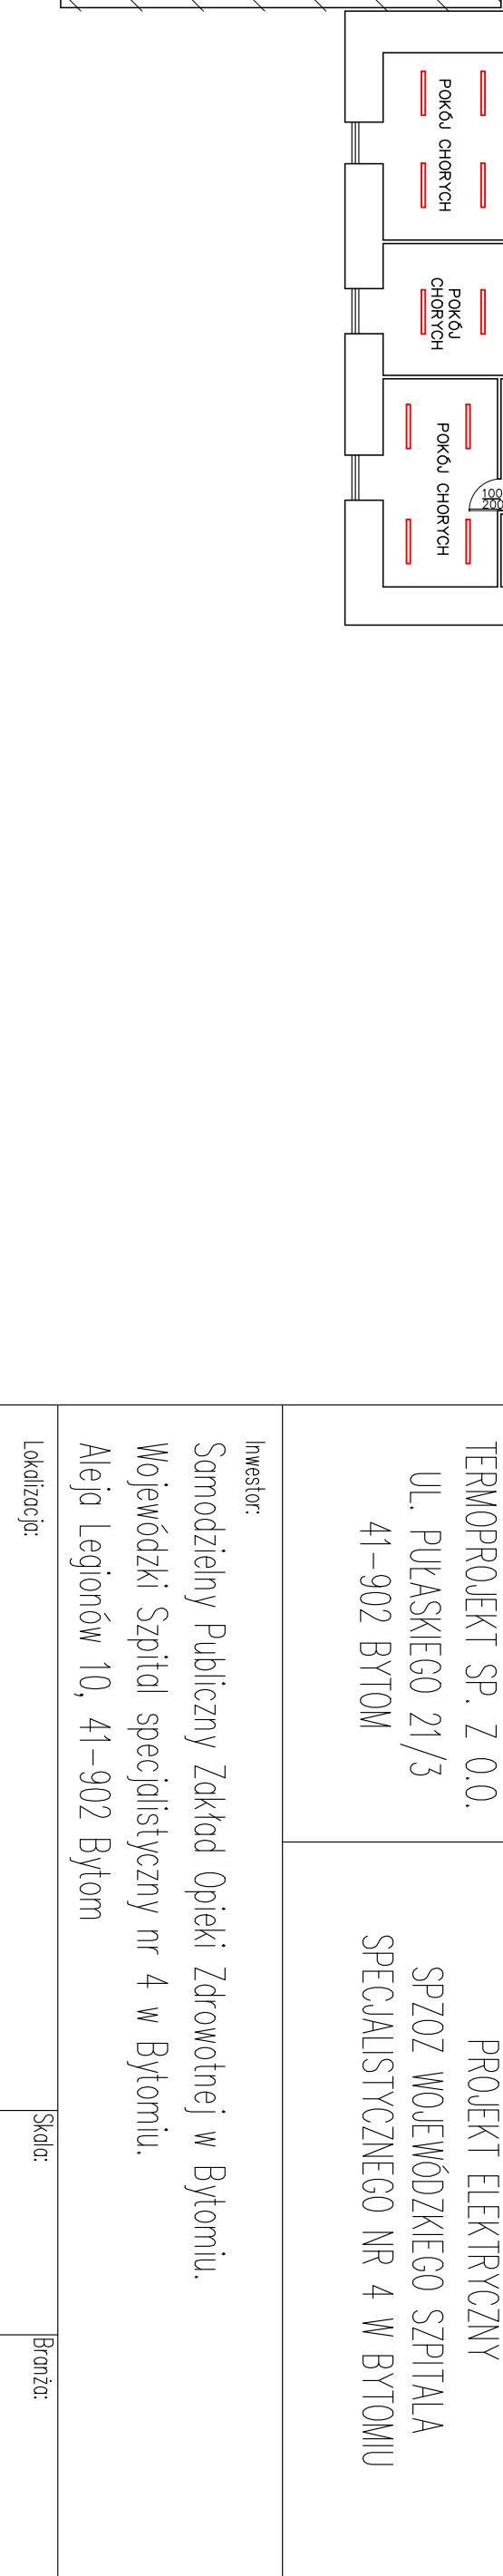 POKÓJ CHORYCH
POKÓJ
CHORYCH
POKÓJ CHORYCH
100
200
TERMOPROJEKT SP. Z O.O.
UL. PUŁASKIEGO 21/3
41-902 BYTOM
PROJEKT ELEKTRYCZNY
SPZOZ WOJEWÓDZKIEGO SZPITALA
SPECJALISTYCZNEGO NR 4 W BYTOMIU
Inwestor:
Samodzielny Publiczny Zakład Opieki Zdrowotnej w Bytomiu.
Wojewódzki Szpital specjalistyczny nr 4 w Bytomiu.
Aleja Legionów 10, 41-902 Bytom
Lokalizacja:
Skala:
Branża: